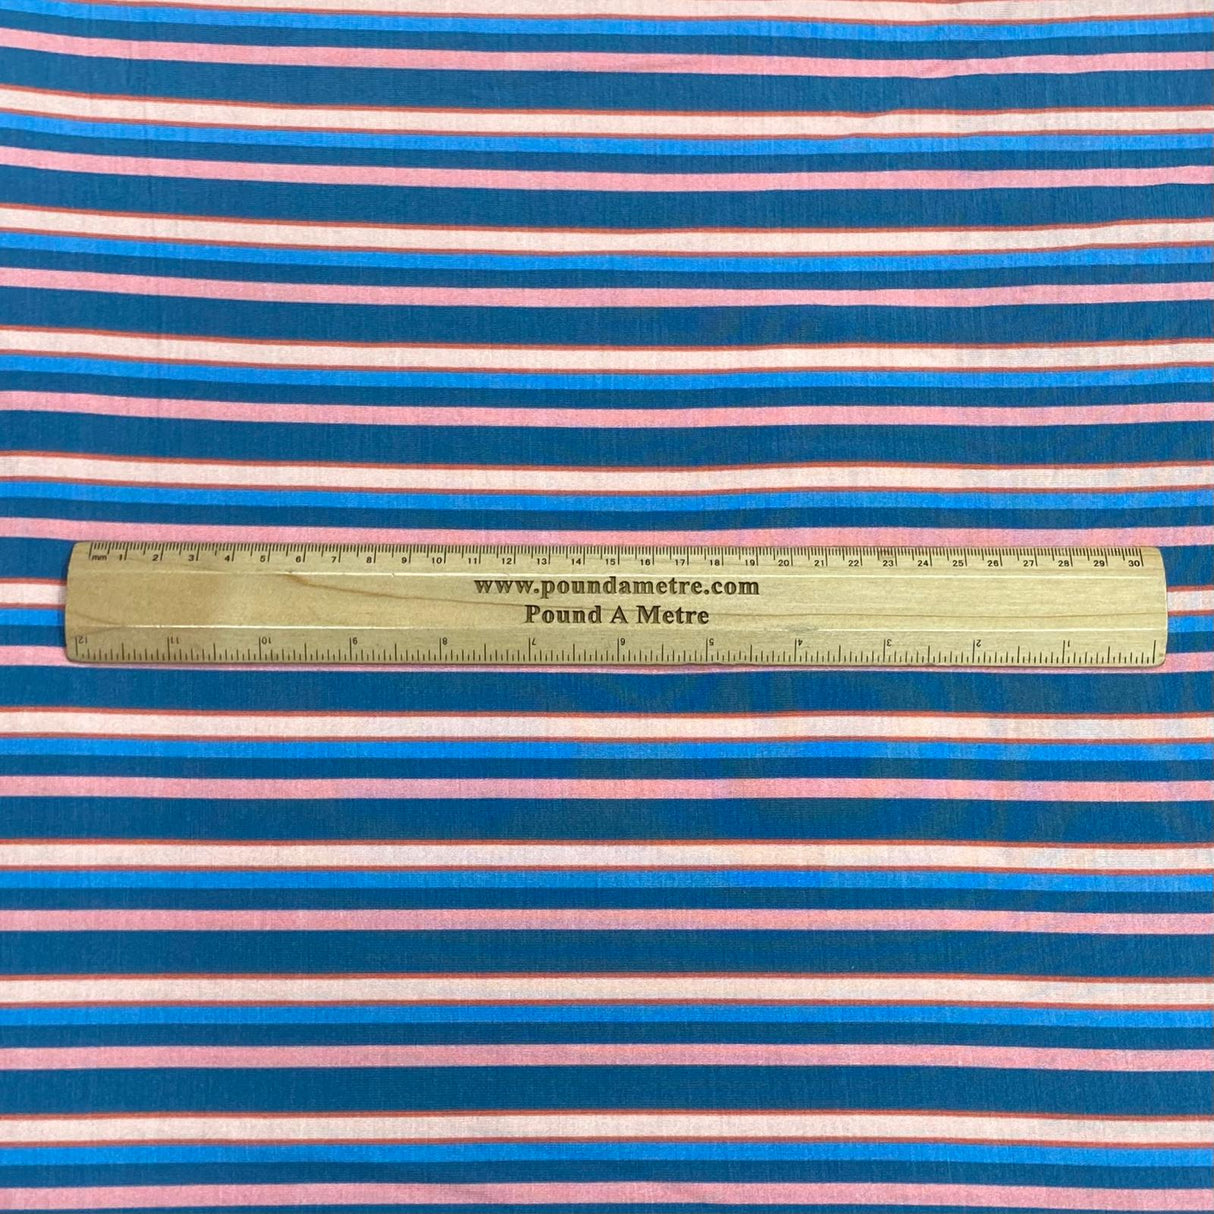 mm 1 2 3 4 5 6 7 8 9 10 11 12 13 14 15 16 17 18 19 20 21 22 23 24 25 26 27 28 29 30
www.poundametre.com
Pound A Metre
12 11 10 9 8 7 6 5 4 3 2 1